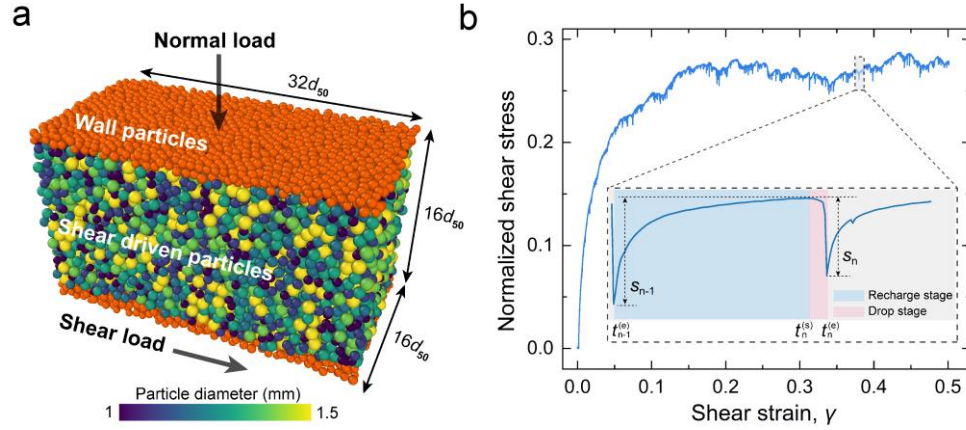 a
Normal load
32d50
Wall particles
16d50
Shear driven particles
16d50
Shear load
Particle diameter (mm)
1
1.5
b
0.3
0.2
0.1
0.0
Normalized shear stress
sn-1
sn
Recharge stage
Drop stage
t(e)n-1
t(s)n
t(e)n
0.0 0.1 0.2 0.3 0.4 0.5
Shear strain, γ